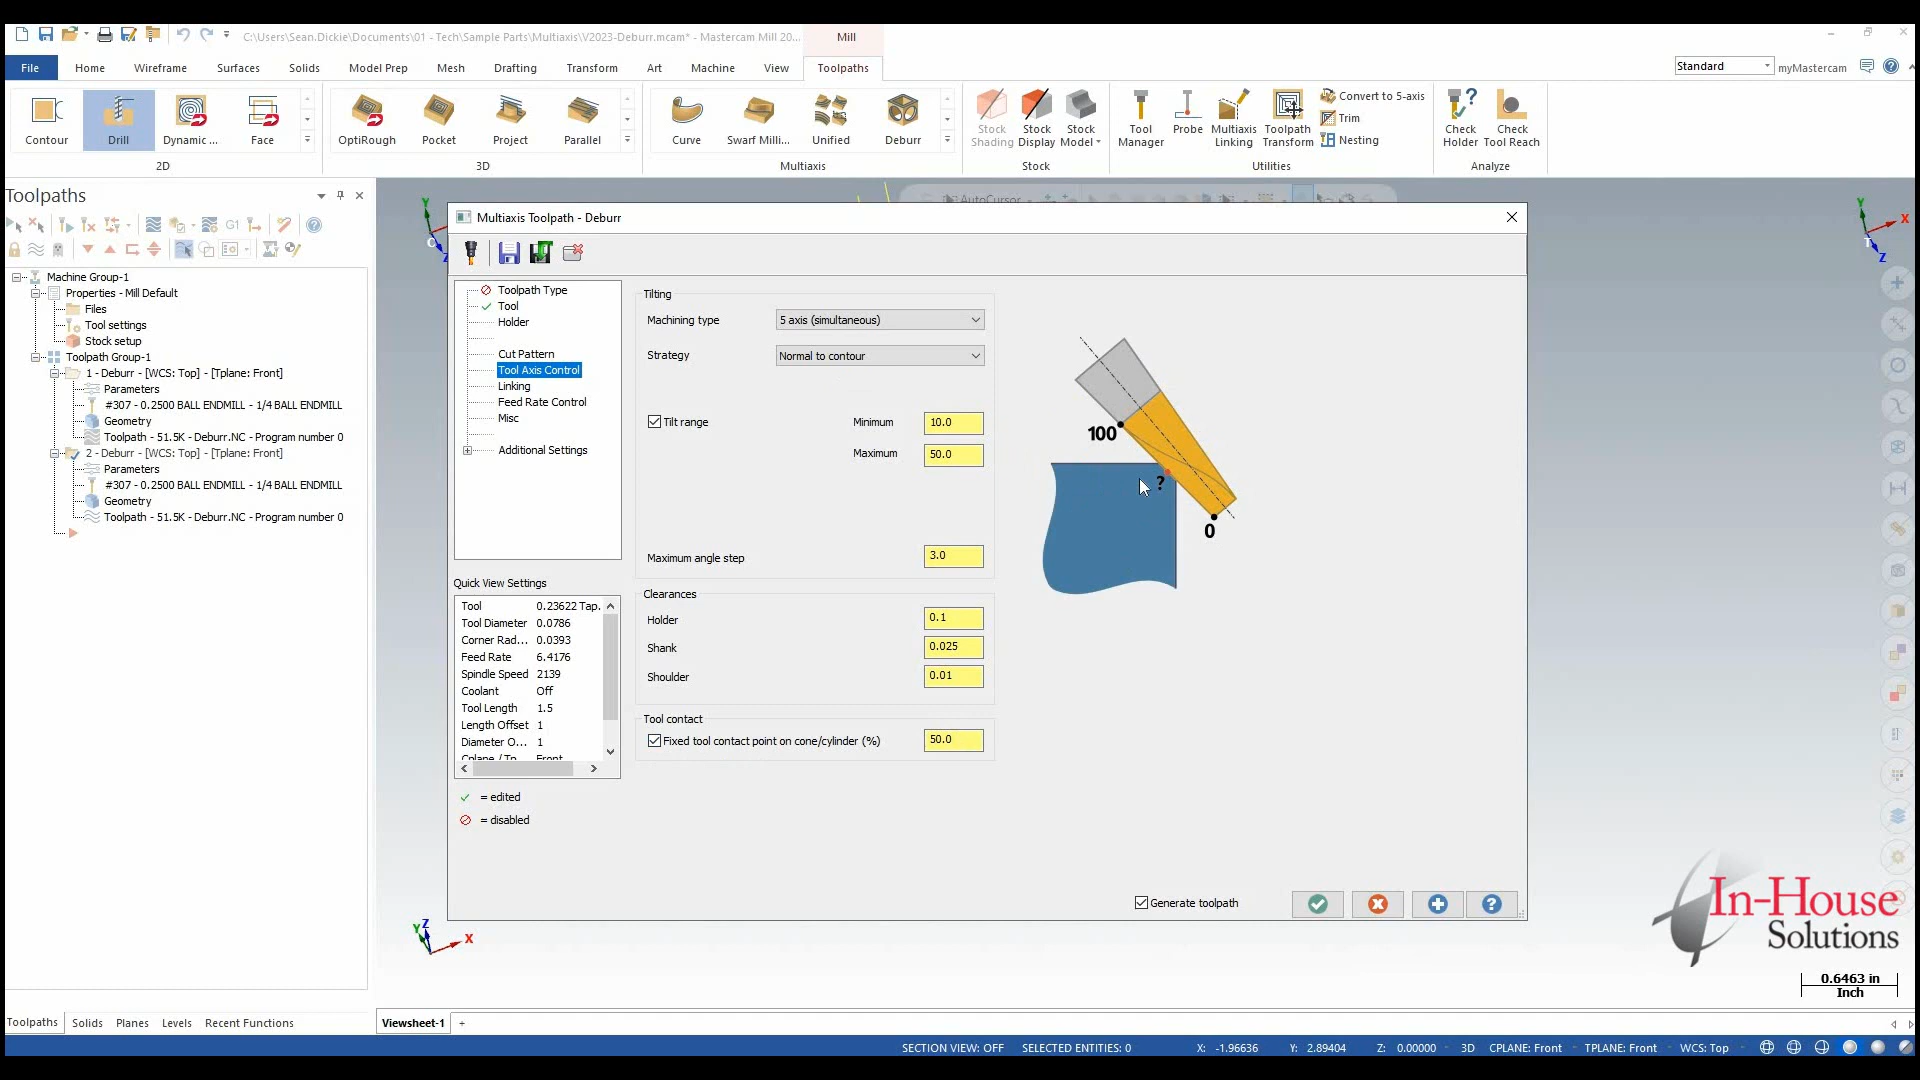 C:\Users\Sean.Dickie\Documents\01 - Tech\Sample Parts\Multiaxis\V2023-Deburr.mcam* - Mastercam Mill 20...
Mill
File Home Wireframe Surfaces Solids Model Prep Mesh Drafting Transform Art Machine View Toolpaths
Standard myMastercam
Contour Drill Dynamic ... Face
2D
OptiRough Pocket Project Parallel
3D
Curve Swarf Milli... Unified Deburr
Multiaxis
Stock Shading Stock Display Stock Model
Stock
Tool Manager Probe Multiaxis Linking Toolpath Transform
Convert to 5-axis
Trim
Nesting
Utilities
Check Holder Check Tool Reach
Analyze
Toolpaths
G1
Machine Group-1
Properties - Mill Default
Files
Tool settings
Stock setup
Toolpath Group-1
1 - Deburr - [WCS: Top] - [Tplane: Front]
Parameters
#307 - 0.2500 BALL ENDMILL - 1/4 BALL ENDMILL
Geometry
Toolpath - 51.5K - Deburr.NC - Program number 0
2 - Deburr - [WCS: Top] - [Tplane: Front]
Parameters
#307 - 0.2500 BALL ENDMILL - 1/4 BALL ENDMILL
Geometry
Toolpath - 51.5K - Deburr.NC - Program number 0
AutoCursor
Multiaxis Toolpath - Deburr
Toolpath Type
Tool
Holder
Cut Pattern
Tool Axis Control
Linking
Feed Rate Control
Misc
Additional Settings
Quick View Settings
Tool 0.23622 Tap.
Tool Diameter 0.0786
Corner Rad... 0.0393
Feed Rate 6.4176
Spindle Speed 2139
Coolant Off
Tool Length 1.5
Length Offset 1
Diameter O... 1
Cplane / Tp... Front
= edited
= disabled
Tilting
Machining type 5 axis (simultaneous)
Strategy Normal to contour
Tilt range Minimum 10.0
Maximum 50.0
Maximum angle step 3.0
Clearances
Holder 0.1
Shank 0.025
Shoulder 0.01
Tool contact
Fixed tool contact point on cone/cylinder (%) 50.0
100
?
0
Generate toolpath
Y
X
Z
Y
X
T
Z
Y Z
X
In-House
Solutions
0.6463 in
Inch
Toolpaths Solids Planes Levels Recent Functions
Viewsheet-1 +
SECTION VIEW: OFF SELECTED ENTITIES: 0 X: -1.96636 Y: 2.89404 Z: 0.00000 3D CPLANE: Front TPLANE: Front WCS: Top